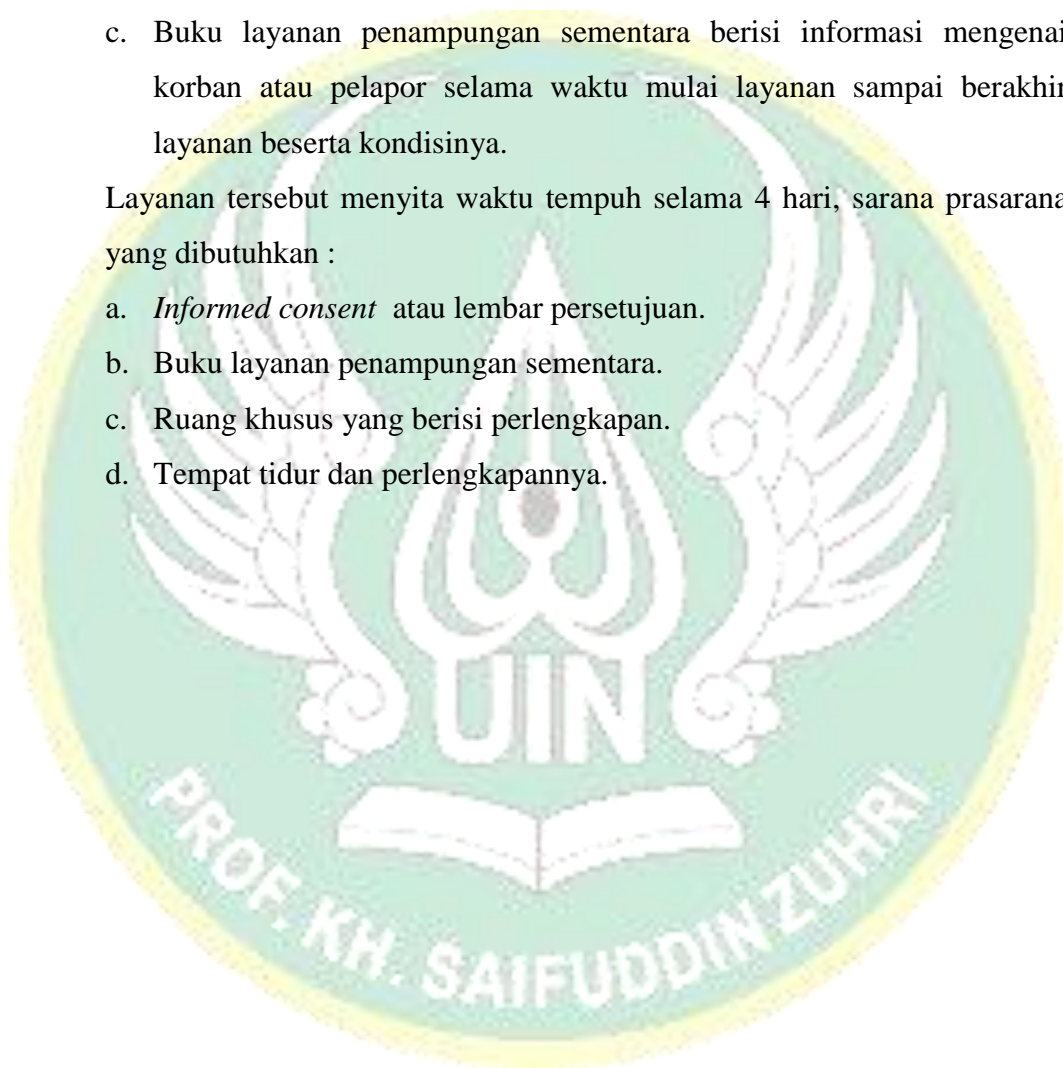 c. Buku layanan penampungan sementara berisi informasi mengenai
korban atau pelapor selama waktu mulai layanan sampai berakhir
layanan beserta kondisinya.
Layanan tersebut menyita waktu tempuh selama 4 hari, sarana prasarana
yang dibutuhkan :
a. Informed consent atau lembar persetujuan.
b. Buku layanan penampungan sementara.
c. Ruang khusus yang berisi perlengkapan.
d. Tempat tidur dan perlengkapannya.
UIN
PROF. KH. SAIFUDDIN ZUHRI